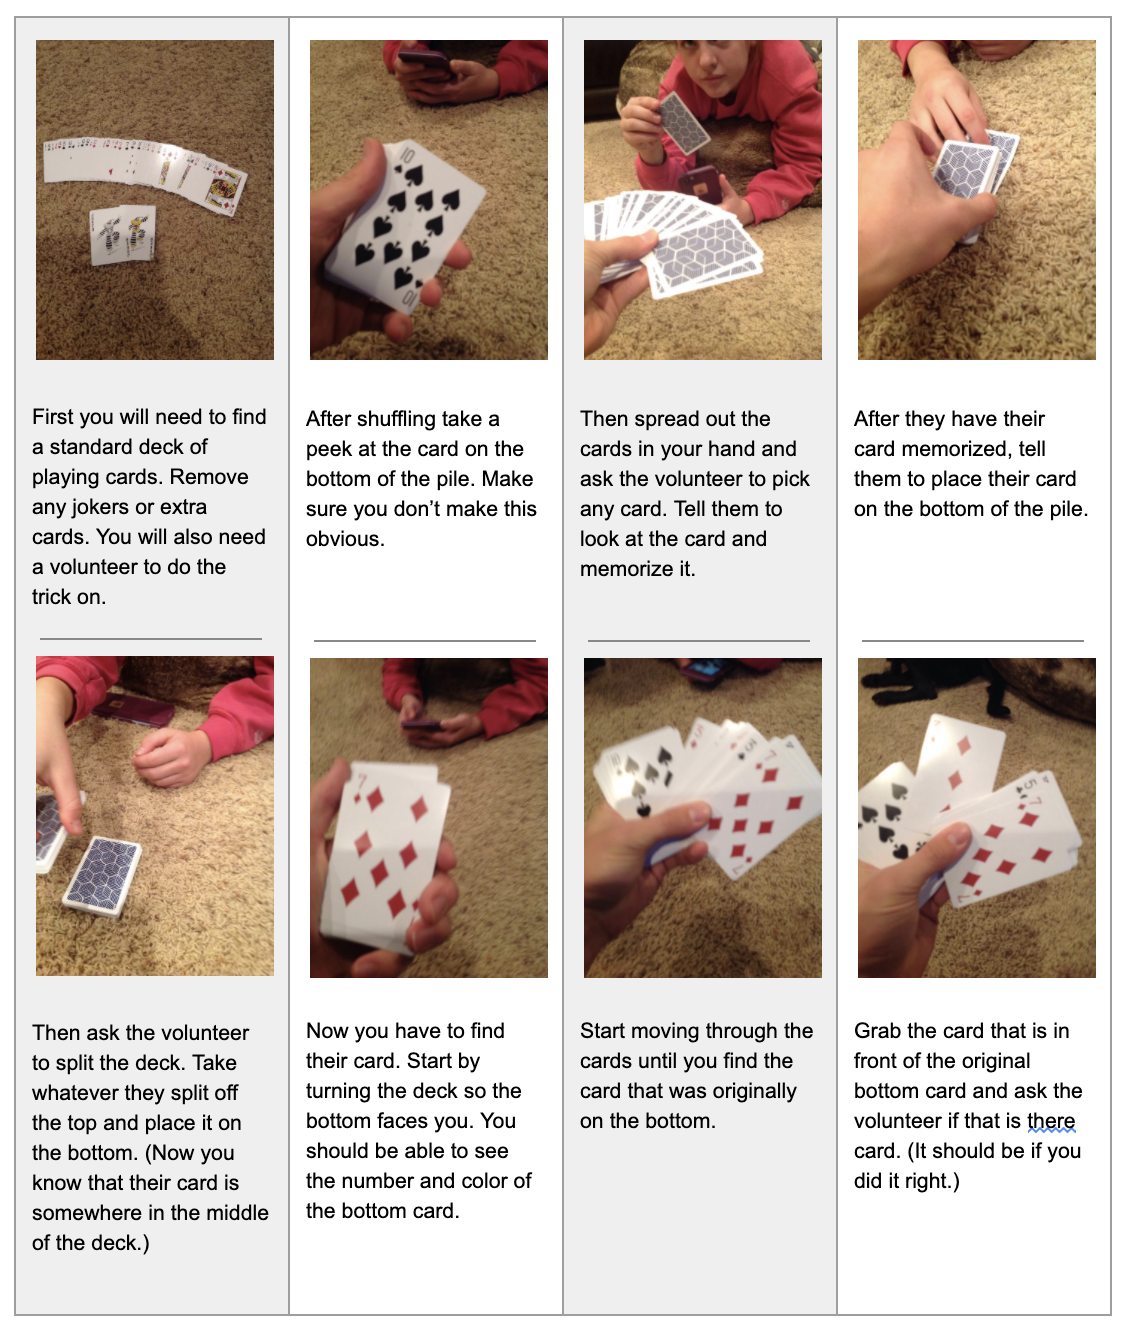 First you will need to find
a standard deck of
playing cards. Remove
any jokers or extra
cards. You will also need
a volunteer to do the
trick on.
After shuffling take a
peek at the card on the
bottom of the pile. Make
sure you don’t make this
obvious.
Then spread out the
cards in your hand and
ask the volunteer to pick
any card. Tell them to
look at the card and
memorize it.
After they have their
card memorized, tell
them to place their card
on the bottom of the pile.
Then ask the volunteer
to split the deck. Take
whatever they split off
the top and place it on
the bottom. (Now you
know that their card is
somewhere in the middle
of the deck.)
Now you have to find
their card. Start by
turning the deck so the
bottom faces you. You
should be able to see
the number and color of
the bottom card.
Start moving through the
cards until you find the
card that was originally
on the bottom.
Grab the card that is in
front of the original
bottom card and ask the
volunteer if that is there
card. (It should be if you
did it right.)
10
10
7
7
7
5
7
7